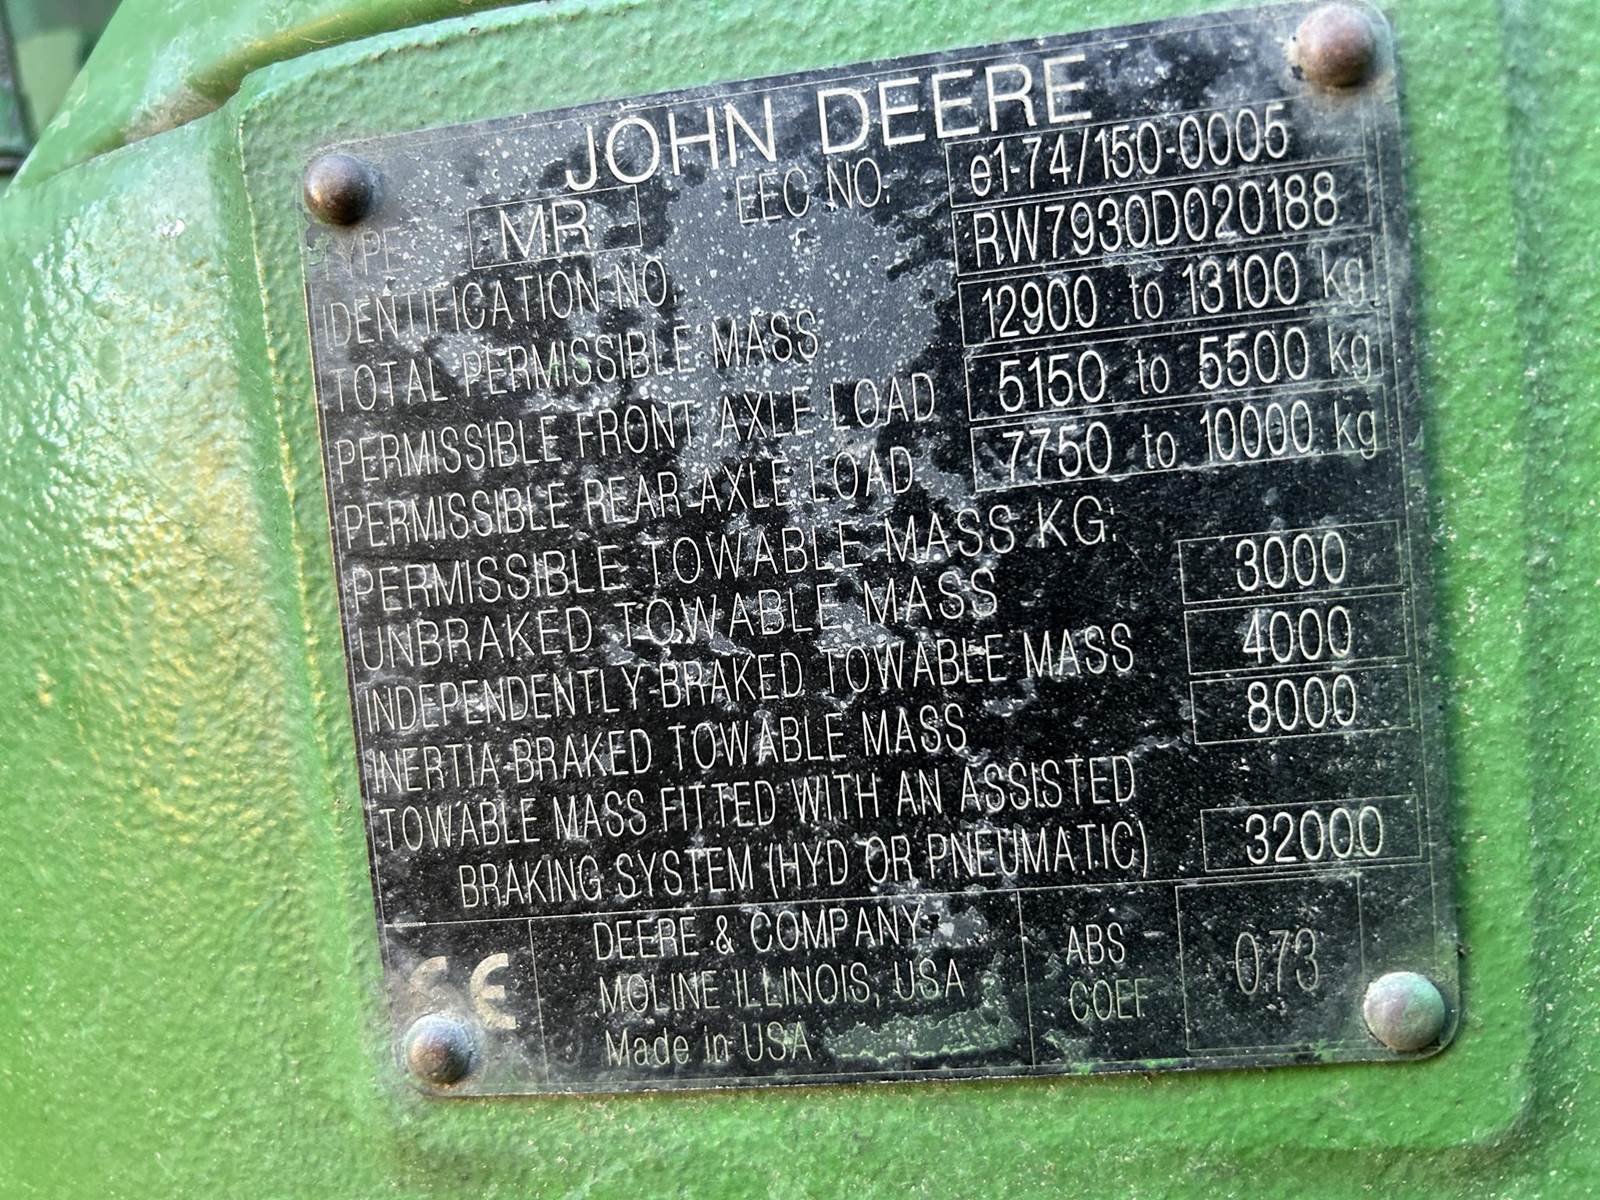 JOHN DEERE
TYPE MR EEC NO. e1-74/150-0005
IDENTIFICATION NO. RW7930D020188
TOTAL PERMISSIBLE MASS 12900 to 13100 kg
PERMISSIBLE FRONT AXLE LOAD 5150 to 5500 kg
PERMISSIBLE REAR AXLE LOAD 7750 to 10000 kg
PERMISSIBLE TOWABLE MASS KG:
UNBRAKED TOWABLE MASS 3000
INDEPENDENTLY-BRAKED TOWABLE MASS 4000
INERTIA-BRAKED TOWABLE MASS 8000
TOWABLE MASS FITTED WITH AN ASSISTED
BRAKING SYSTEM (HYD OR PNEUMATIC) 32000
CE
DEERE & COMPANY
MOLINE ILLINOIS, USA
Made in USA
ABS
COEF
0.73